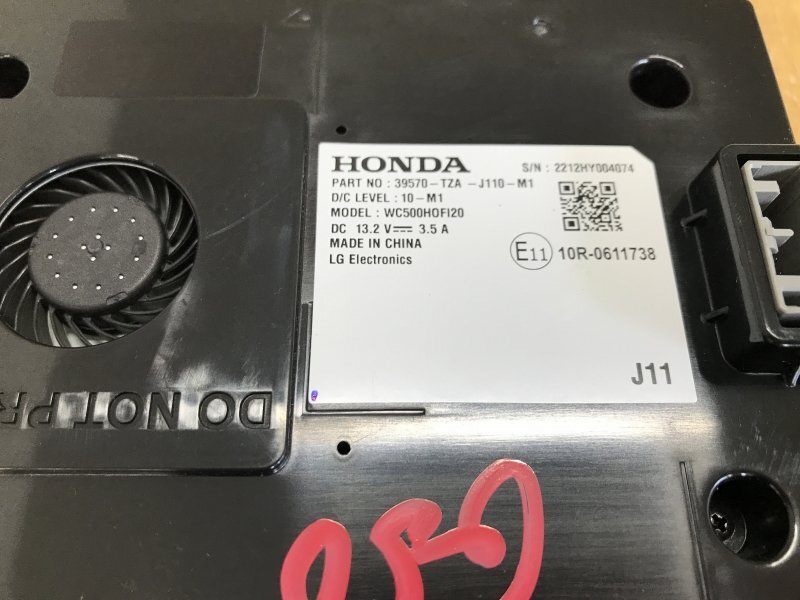 HONDA
S/N : 2212HY004074
PART NO : 39570-TZA -J110-M1
D/C LEVEL : 10-M1
MODEL : WC500HOFI20
DC 13.2 V⎓ 3.5 A
MADE IN CHINA
LG Electronics
E11 10R-0611738
J11
DO NOT